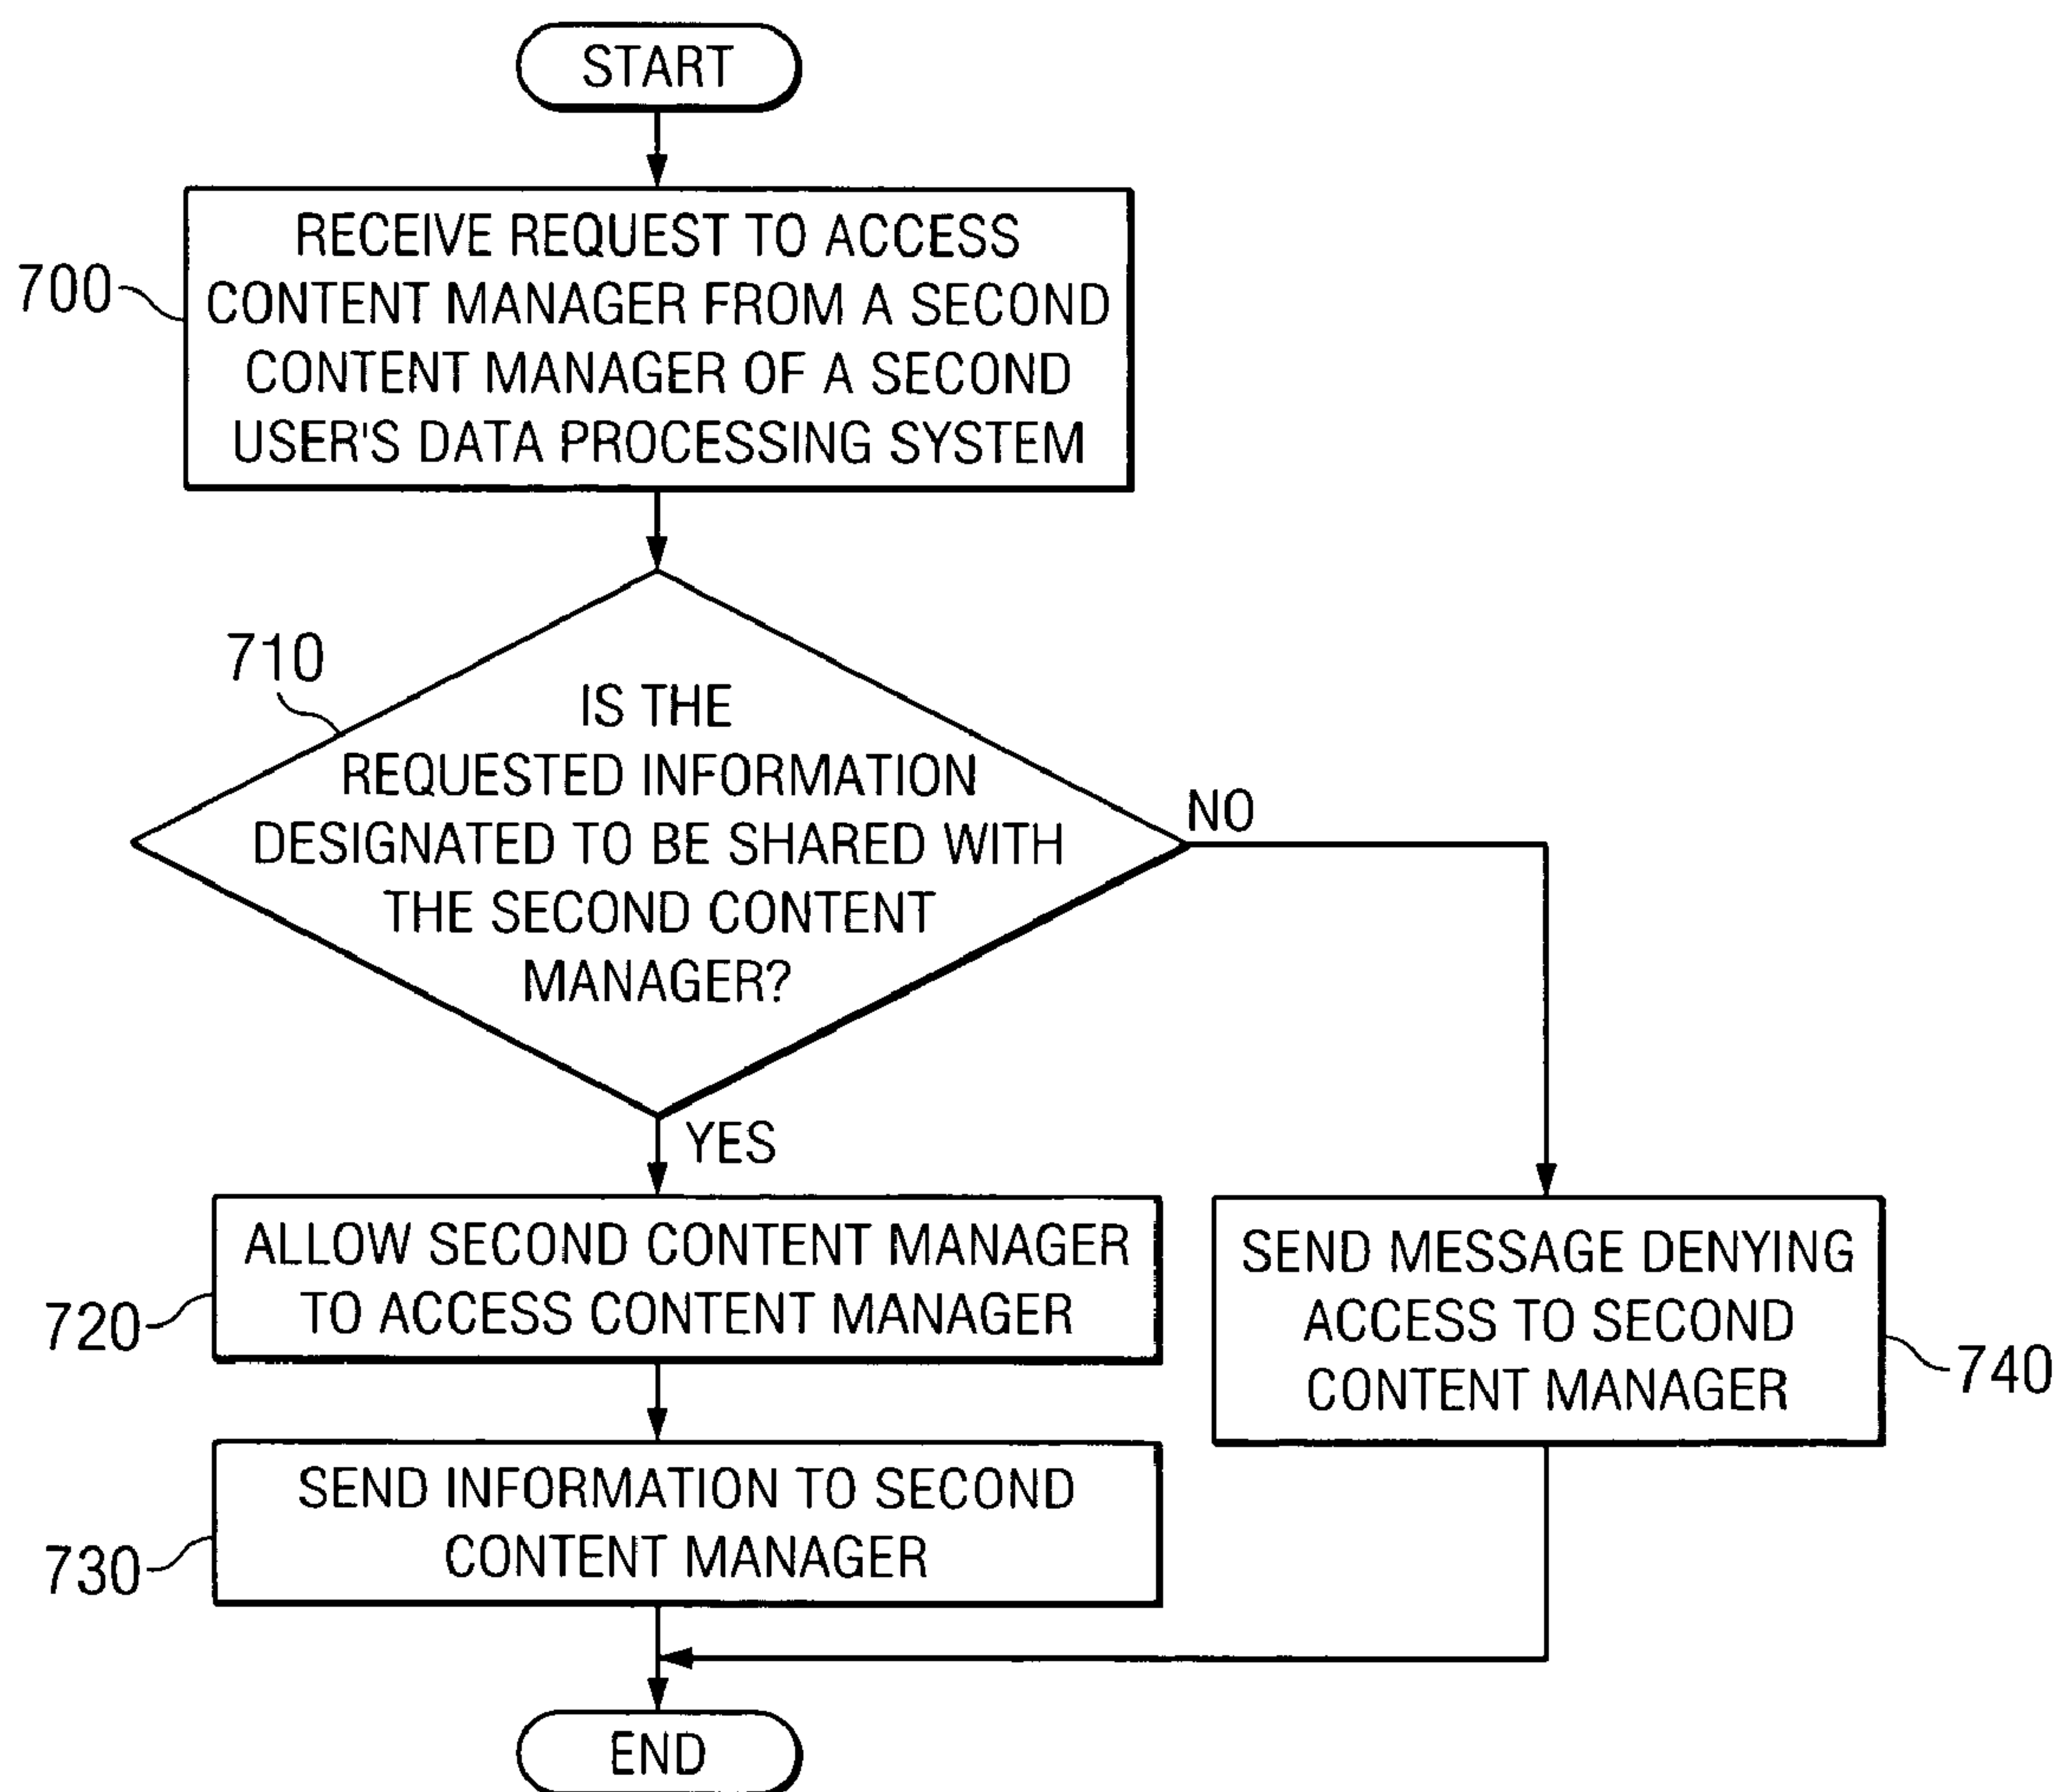 START
700
RECEIVE REQUEST TO ACCESS
CONTENT MANAGER FROM A SECOND
CONTENT MANAGER OF A SECOND
USER'S DATA PROCESSING SYSTEM
710
IS THE
REQUESTED INFORMATION
DESIGNATED TO BE SHARED WITH
THE SECOND CONTENT
MANAGER?
NO
YES
720
ALLOW SECOND CONTENT MANAGER
TO ACCESS CONTENT MANAGER
SEND MESSAGE DENYING
ACCESS TO SECOND
CONTENT MANAGER
740
730
SEND INFORMATION TO SECOND
CONTENT MANAGER
END